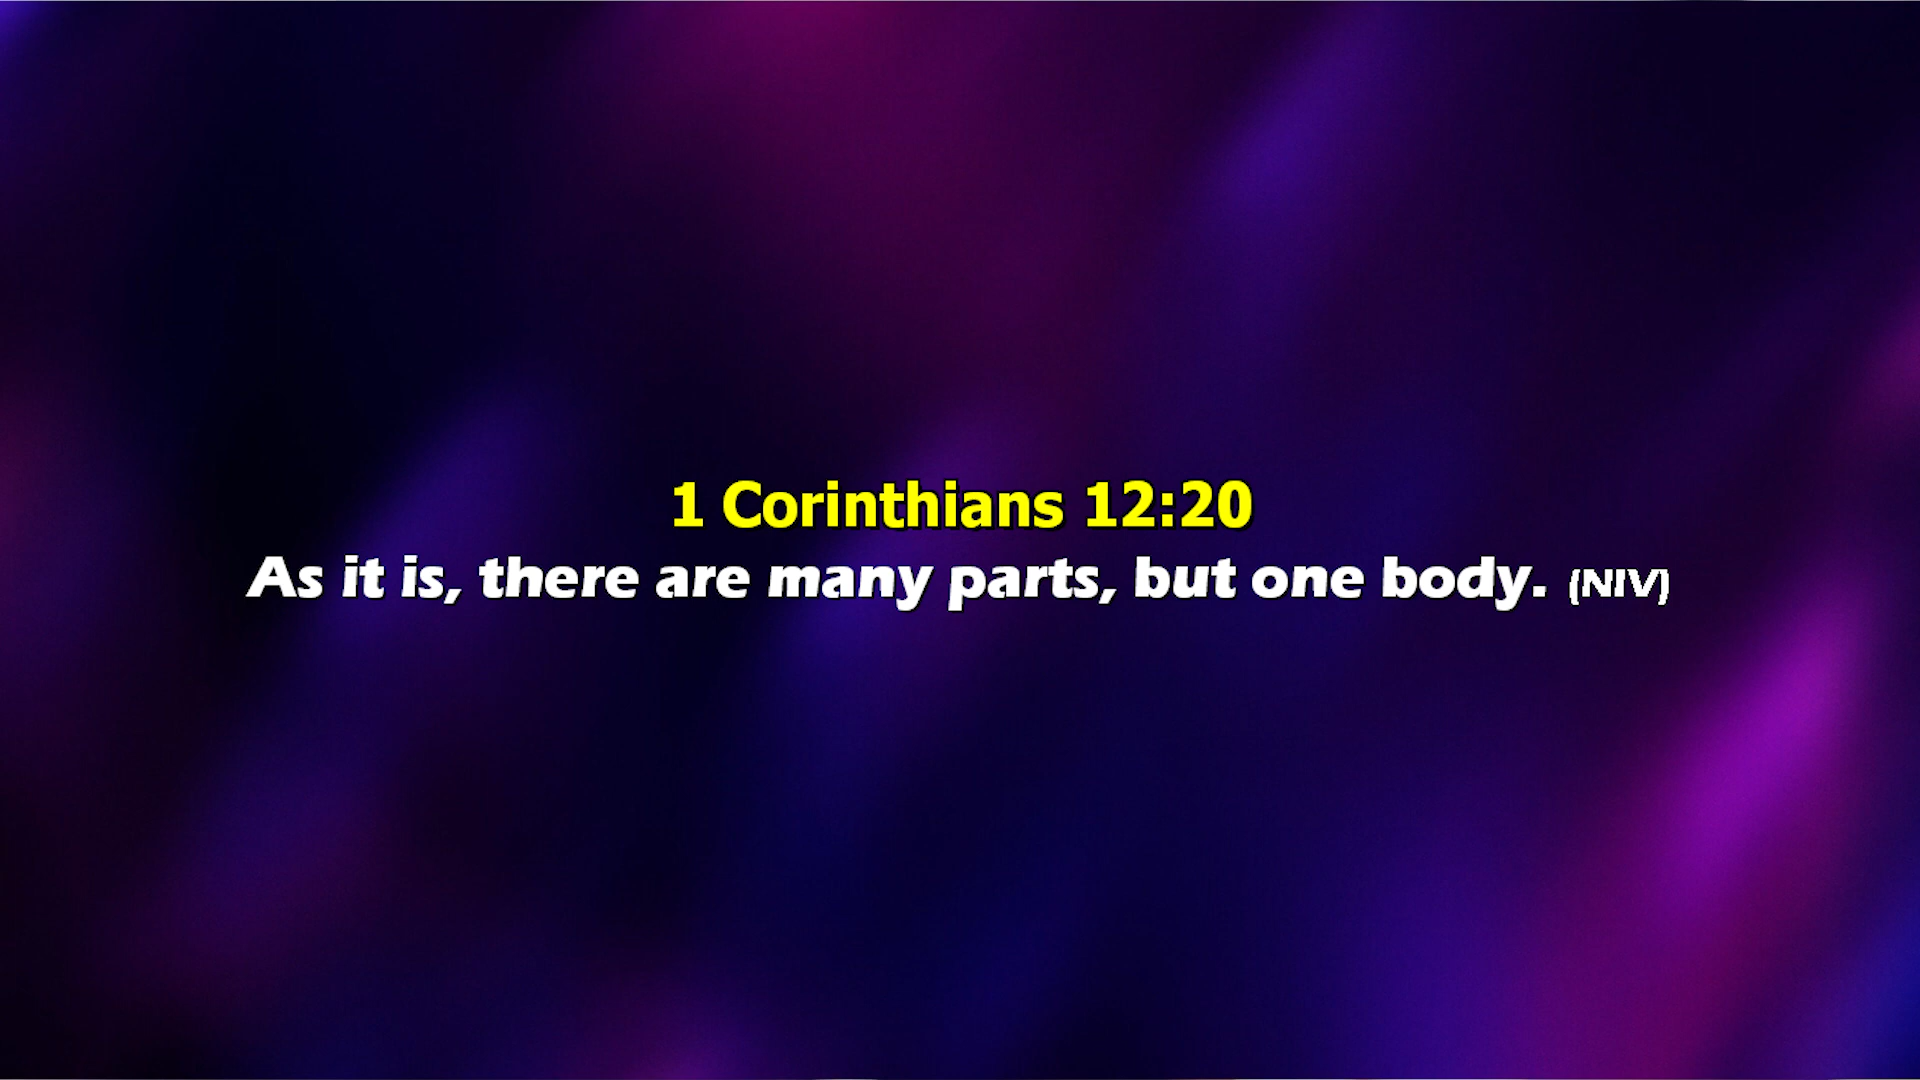 1 Corinthians 12:20
As it is, there are many parts, but one body. (NIV)